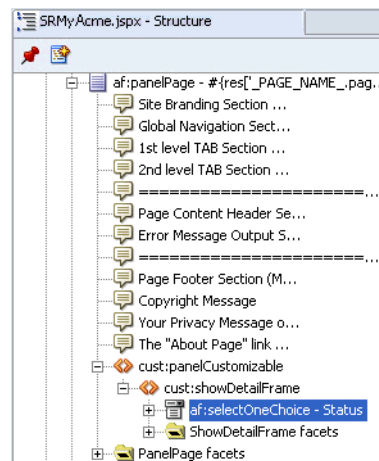 SRMyAcme.jspx - Structure
af:panelPage - #{res['_PAGE_NAME_.pag...
Site Branding Section ...
Global Navigation Sect...
1st level TAB Section ...
2nd level TAB Section ...
========================...
Page Content Header Se...
Error Message Output S...
========================...
Page Footer Section (M...
Copyright Message
Your Privacy Message o...
The "About Page" link ...
cust:panelCustomizable
cust:showDetailFrame
af:selectOneChoice - Status
ShowDetailFrame facets
PanelPage facets